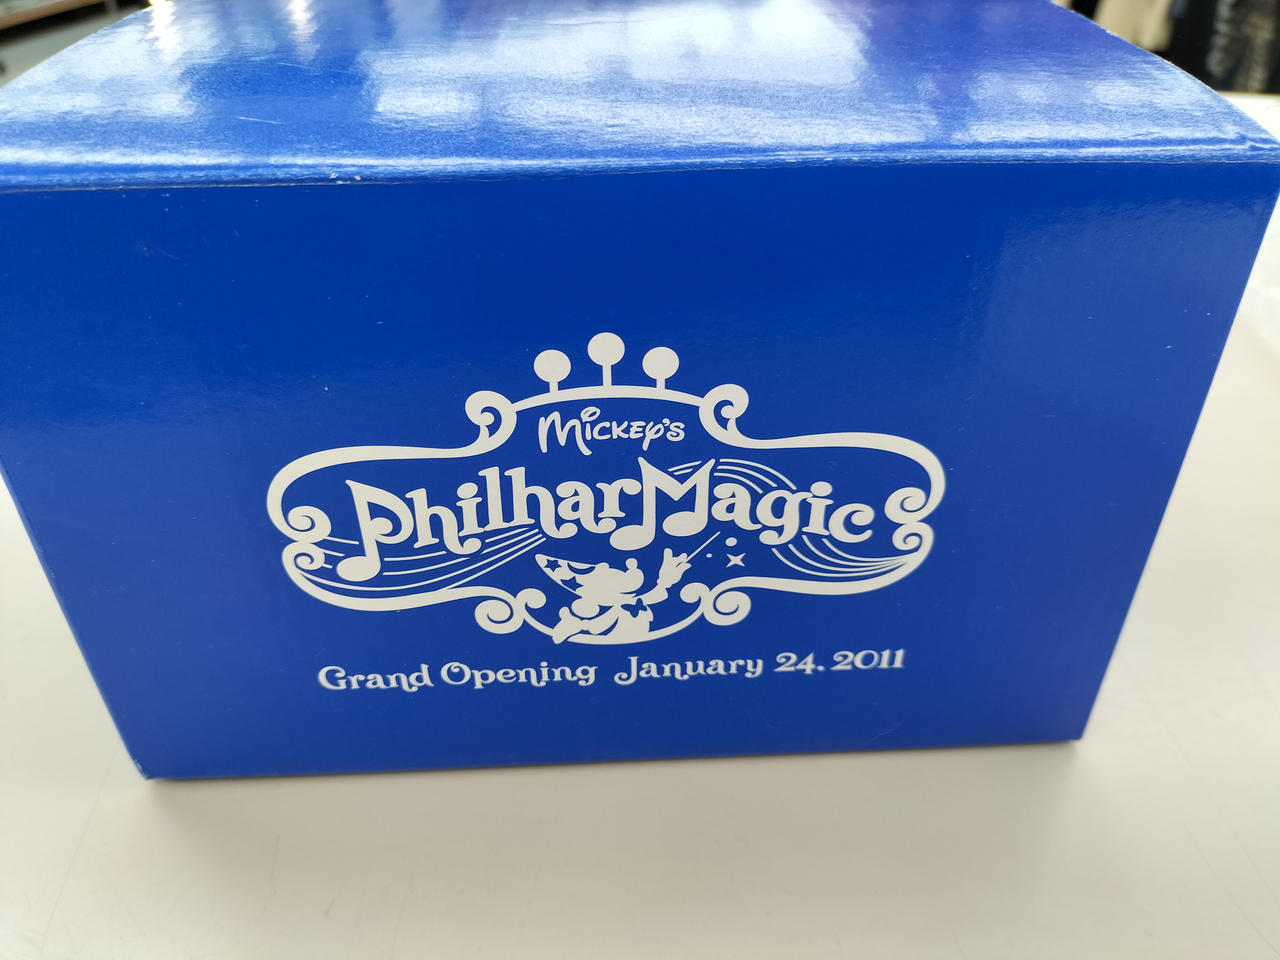 Mickey's
PhilharMagic
Grand Opening January 24. 2011